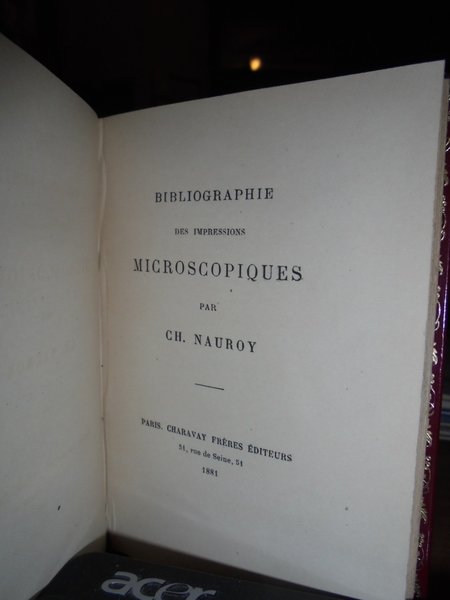 BIBLIOGRAPHIE
DES IMPRESSIONS
MICROSCOPIQUES
PAR
CH. NAUROY
PARIS. CHARAVAY FRÈRES ÉDITEURS
51, rue de Seine, 51
1881
acer